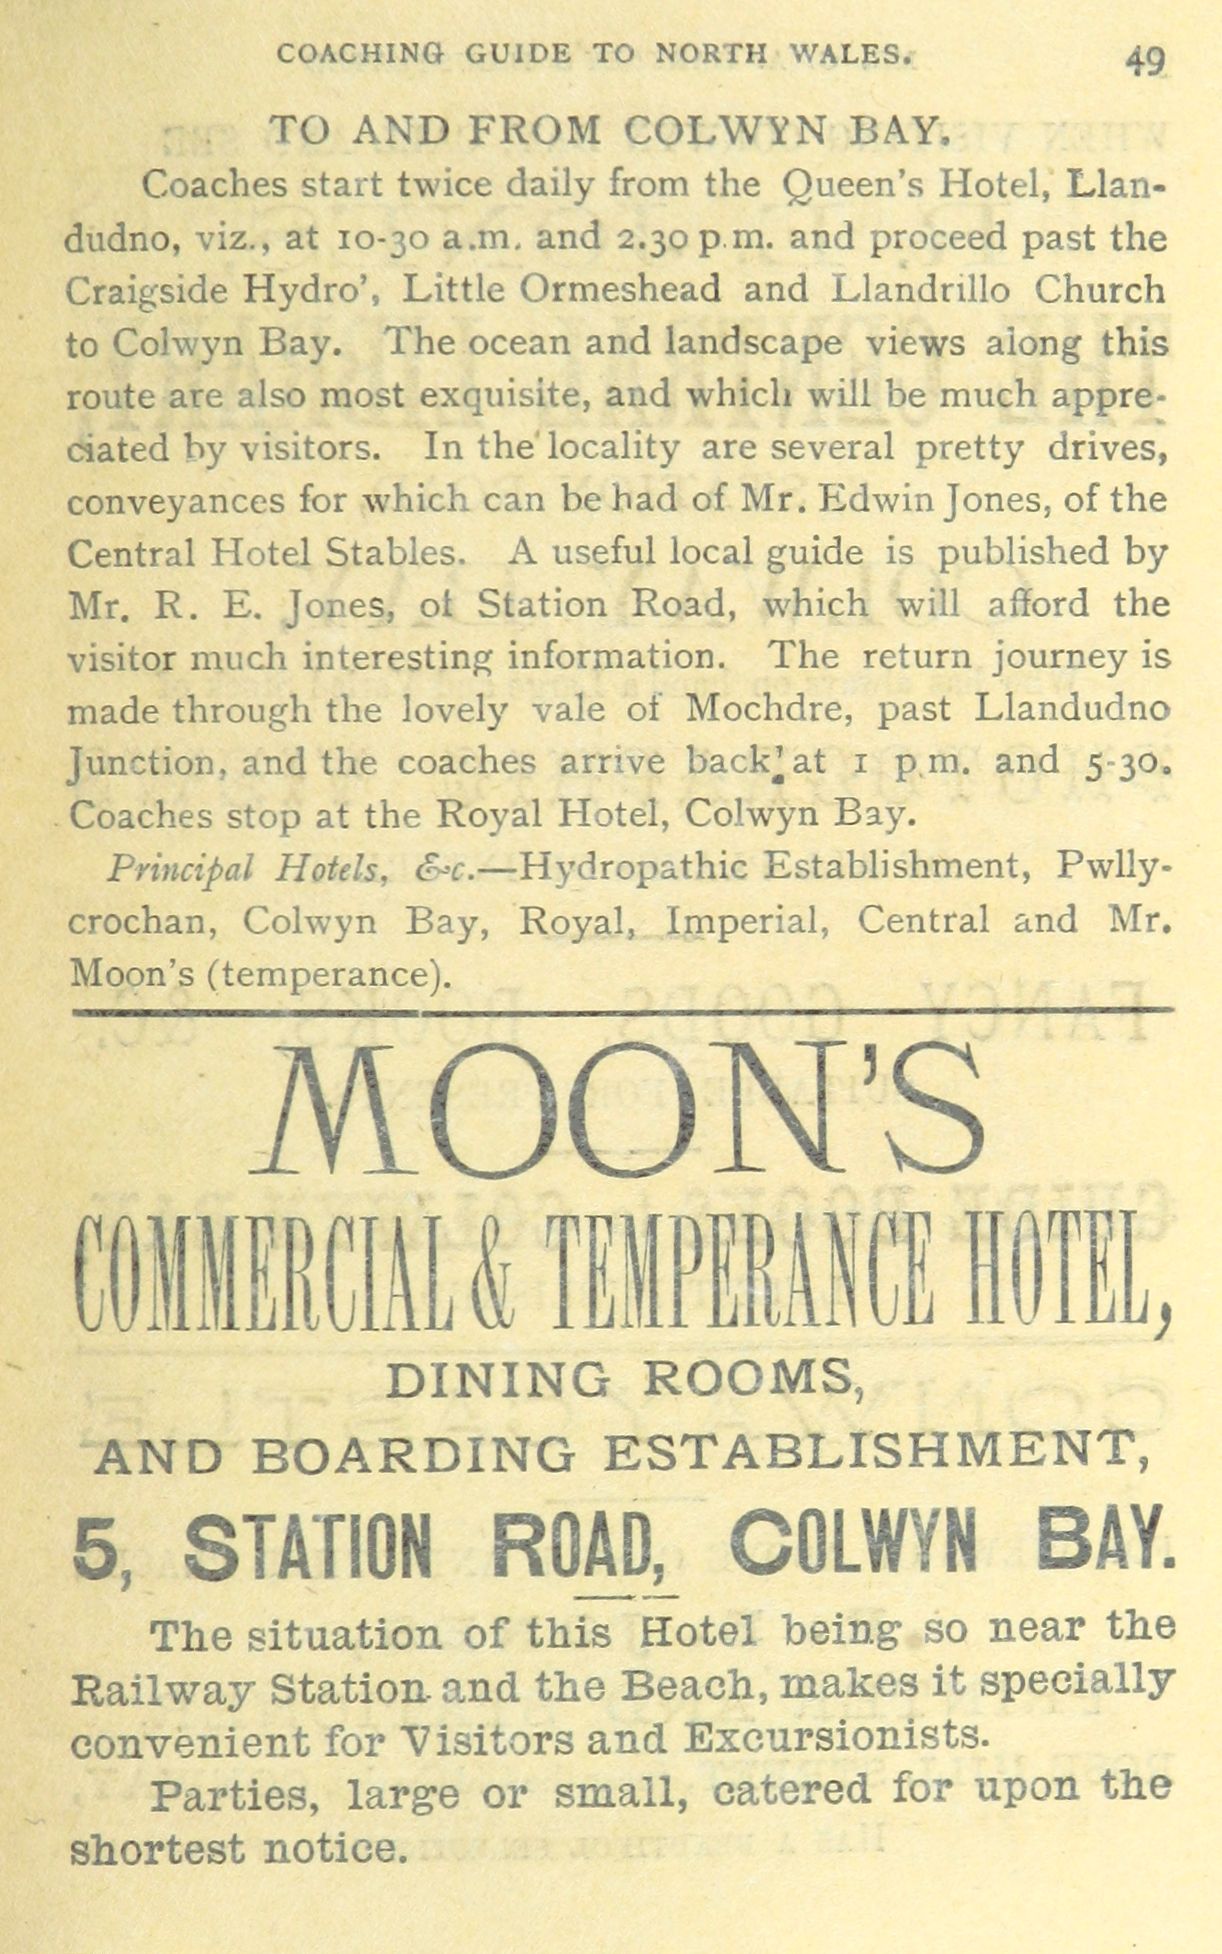 COACHING GUIDE TO NORTH WALES. 49
TO AND FROM COLWYN BAY.
Coaches start twice daily from the Queen's Hotel, Llan-
dudno, viz., at 10-30 a.m. and 2.30 p.m. and proceed past the
Craigside Hydro', Little Ormeshead and Llandrillo Church
to Colwyn Bay. The ocean and landscape views along this
route are also most exquisite, and which will be much appre-
ciated by visitors. In the locality are several pretty drives,
conveyances for which can be had of Mr. Edwin Jones, of the
Central Hotel Stables. A useful local guide is published by
Mr. R. E. Jones, of Station Road, which will afford the
visitor much interesting information. The return journey is
made through the lovely vale of Mochdre, past Llandudno
Junction, and the coaches arrive back at 1 p.m. and 5-30.
Coaches stop at the Royal Hotel, Colwyn Bay.
Principal Hotels, &c.—Hydropathic Establishment, Pwlly-
crochan, Colwyn Bay, Royal, Imperial, Central and Mr.
Moon's (temperance).
MOON'S
COMMERCIAL & TEMPERANCE HOTEL,
DINING ROOMS,
AND BOARDING ESTABLISHMENT,
5, STATION ROAD, COLWYN BAY.
The situation of this Hotel being so near the
Railway Station and the Beach, makes it specially
convenient for Visitors and Excursionists.
Parties, large or small, catered for upon the
shortest notice.